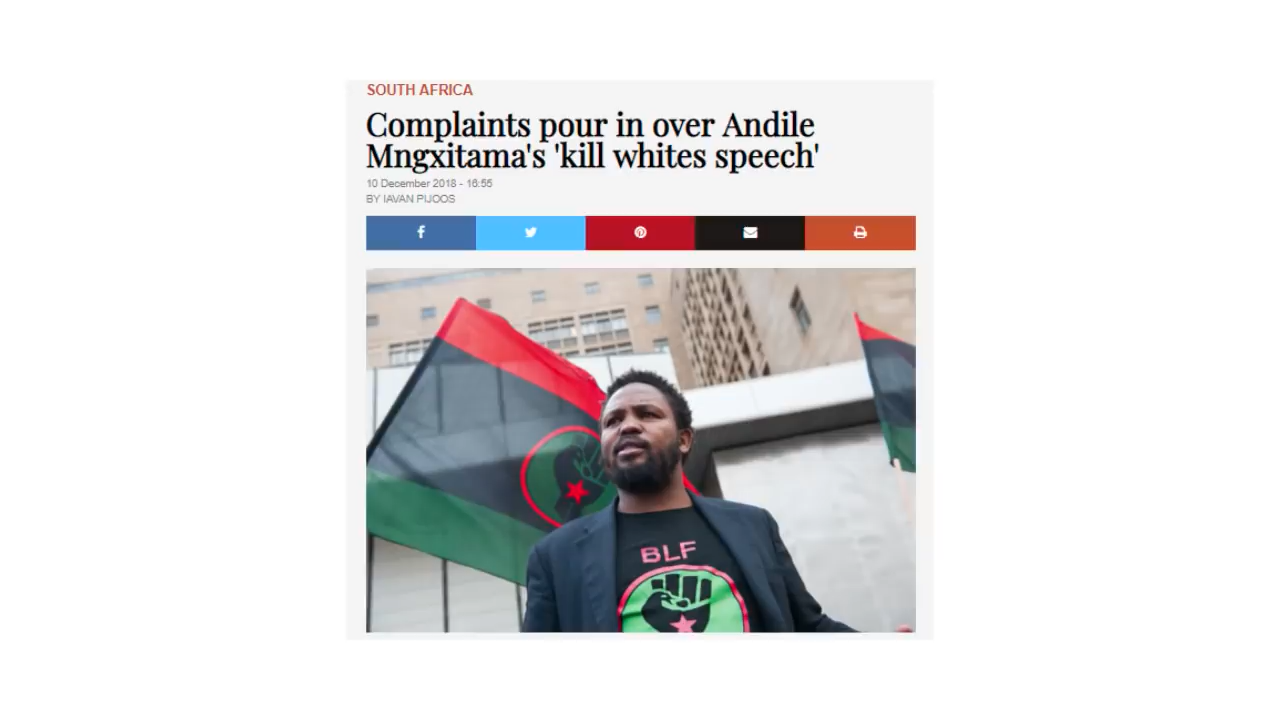 SOUTH AFRICA
Complaints pour in over Andile
Mngxitama's 'kill whites speech'
10 December 2018 - 16:55
BY IAVAN PIJOOS
BLF